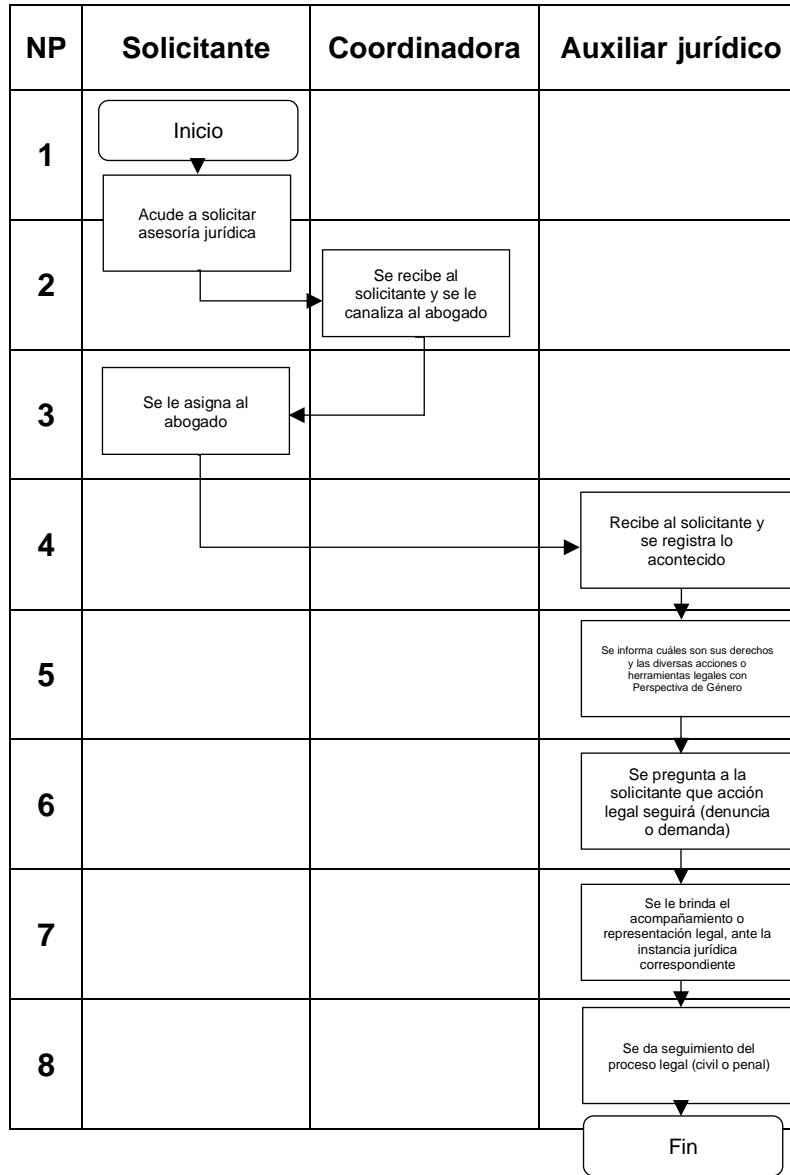 NP Solicitante Coordinadora Auxiliar jurídico
1
Inicio
Acude a solicitar
asesoría jurídica
2
Se recibe al
solicitante y se le
canaliza al abogado
3
Se le asigna al
abogado
4
Recibe al solicitante y
se registra lo
acontecido
5
Se informa cuáles son sus derechos
y las diversas acciones o
herramientas legales con
Perspectiva de Género
6
Se pregunta a la
solicitante que acción
legal seguirá (denuncia
o demanda)
7
Se le brinda el
acompañamiento o
representación legal, ante la
instancia jurídica
correspondiente
8
Se da seguimiento del
proceso legal (civil o penal)
Fin